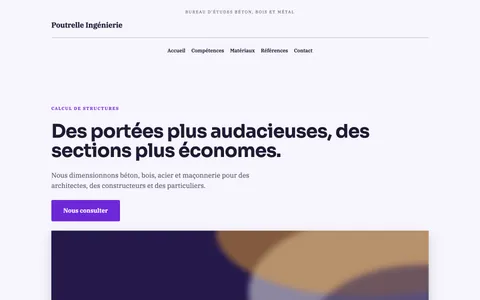 BUREAU D'ÉTUDES BÉTON, BOIS ET MÉTAL
Poutrelle Ingénierie
Accueil Compétences Matériaux Références Contact
CALCUL DE STRUCTURES
Des portées plus audacieuses, des
sections plus économes.
Nous dimensionnons béton, bois, acier et maçonnerie pour des
architectes, des constructeurs et des particuliers.
Nous consulter